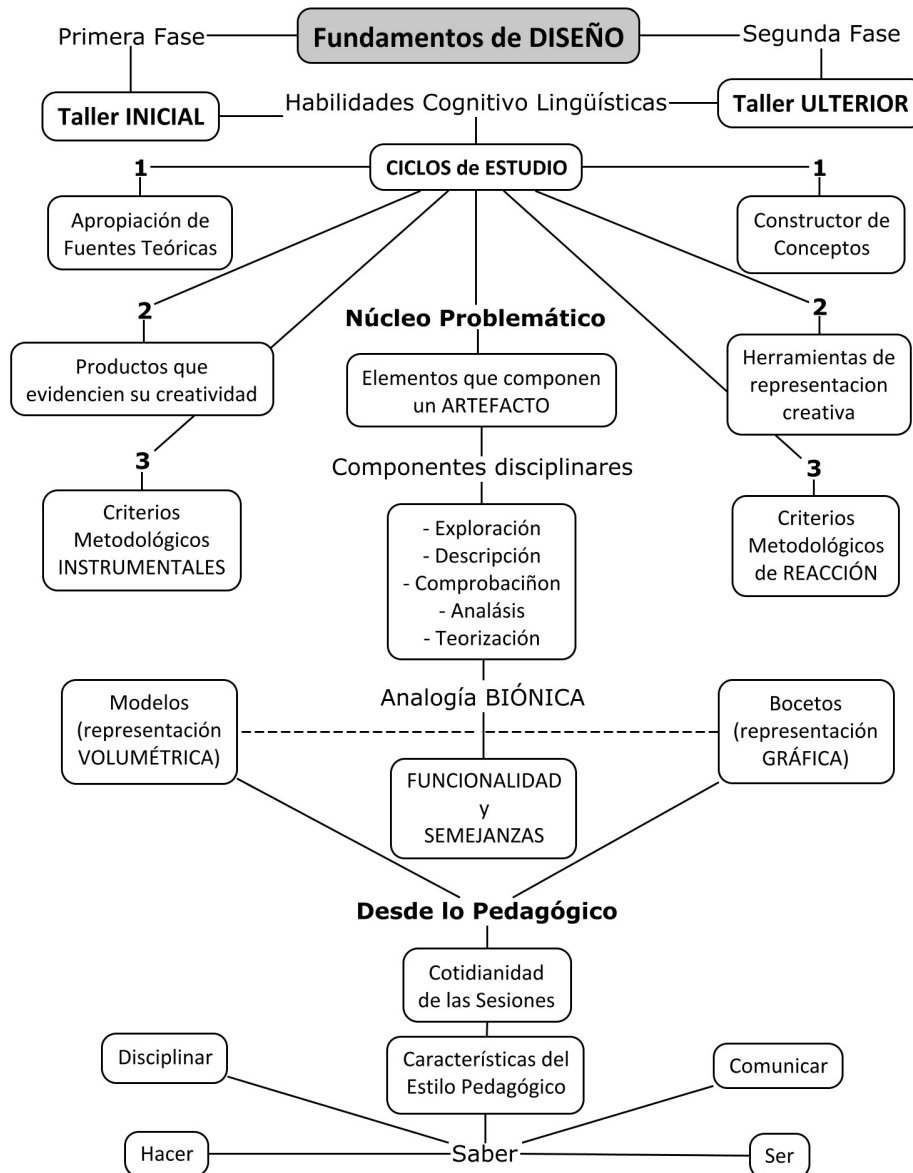 Primera Fase
Fundamentos de DISEÑO
Segunda Fase
Taller INICIAL
Habilidades Cognitivo Lingüísticas
Taller ULTERIOR
CICLOS de ESTUDIO
1
1
Apropiación de
Fuentes Teóricas
Constructor de
Conceptos
2
Núcleo Problemático
2
Productos que
evidencien su creatividad
Elementos que componen
un ARTEFACTO
Herramientas de
representacion
creativa
3
Componentes disciplinares
3
Criterios
Metodológicos
INSTRUMENTALES
- Exploración
- Descripción
- Comprobaciñon
- Analásis
- Teorización
Criterios
Metodológicos
de REACCIÓN
Modelos
(representación
VOLUMÉTRICA)
Analogía BIÓNICA
Bocetos
(representación
GRÁFICA)
FUNCIONALIDAD
y
SEMEJANZAS
Desde lo Pedagógico
Cotidianidad
de las Sesiones
Disciplinar
Características del
Estilo Pedagógico
Comunicar
Hacer
Saber
Ser